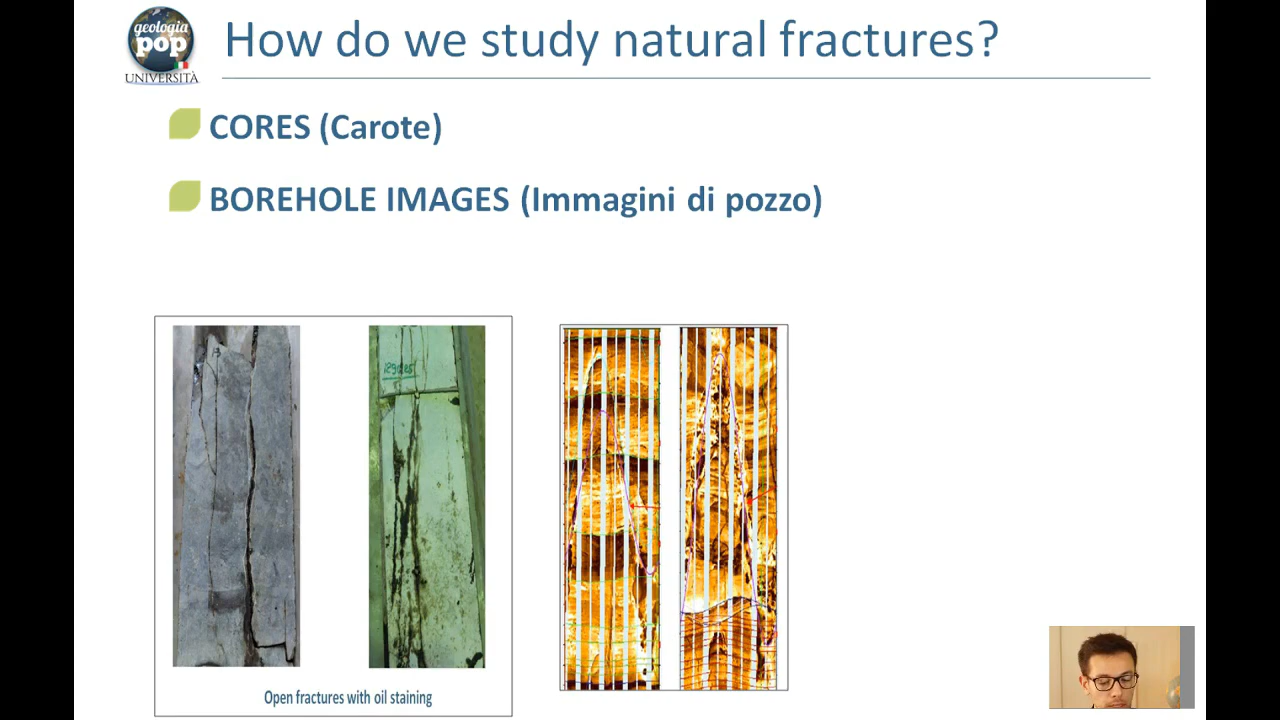 geologia
pop
UNIVERSITÀ
How do we study natural fractures?
CORES (Carote)
BOREHOLE IMAGES (Immagini di pozzo)
Open fractures with oil staining